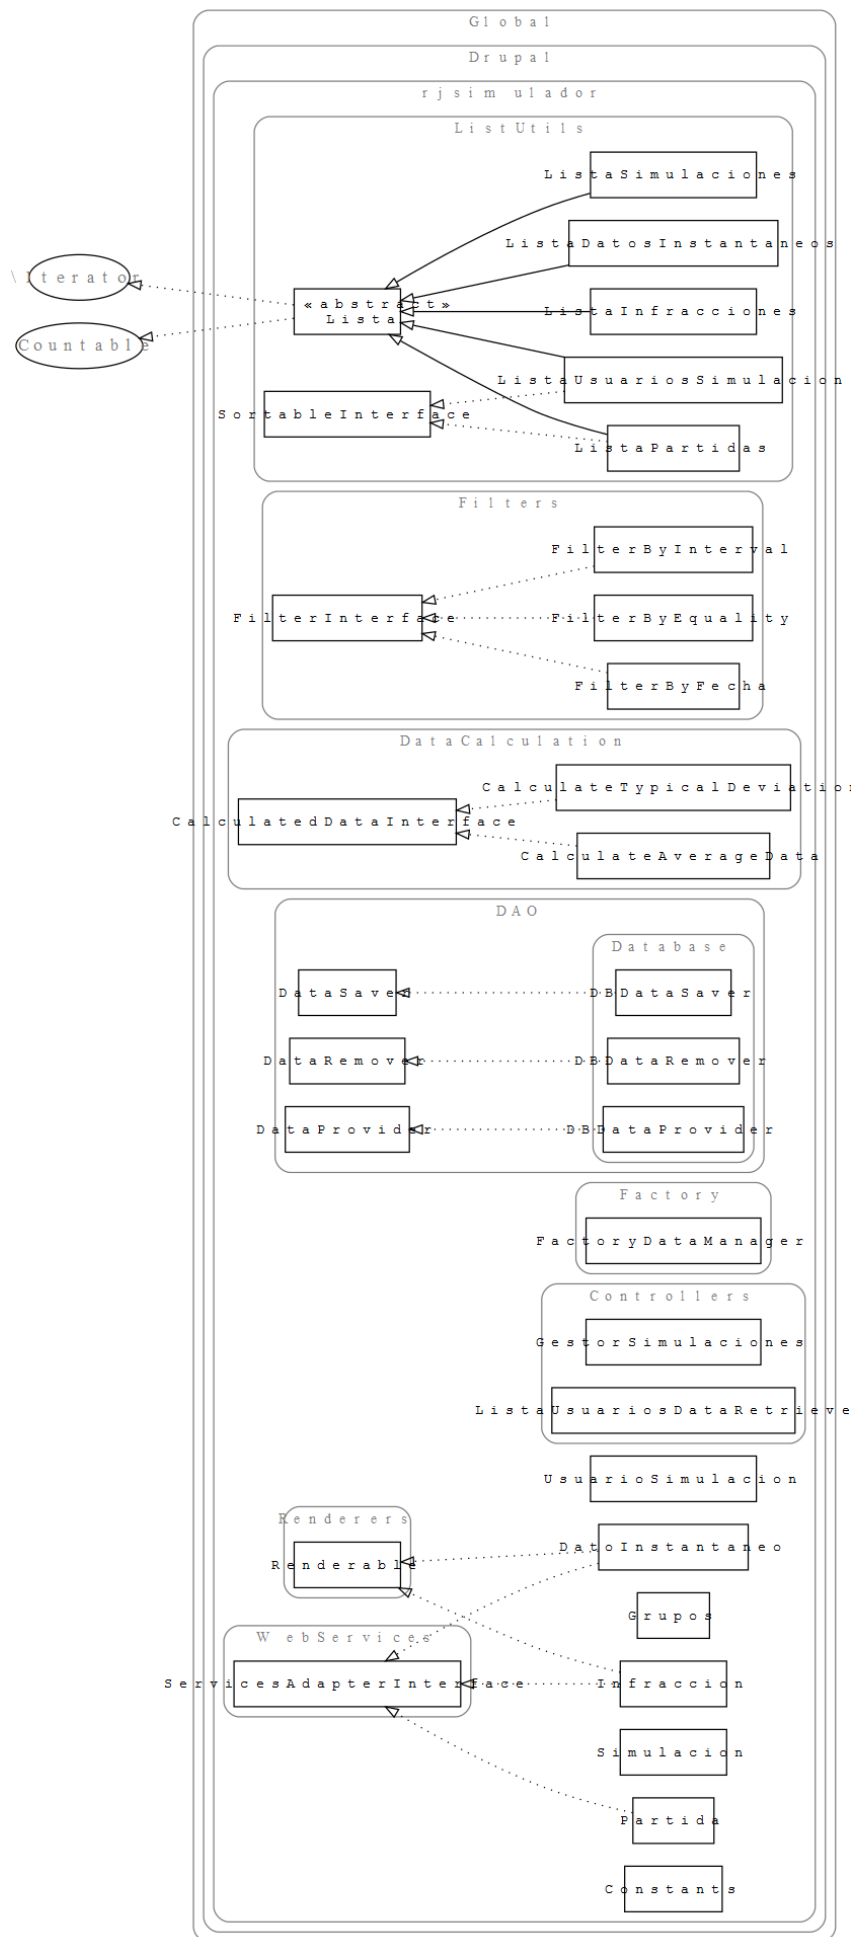 Global
Drupal
rjsimulador
ListUtils
ListaSimulaciones
ListaDatosInstantaneos
\Iterator
«abstract»
Lista
ListaInfracciones
Countable
ListaUsuariosSimulacion
SortableInterface
ListaPartidas
Filters
FilterByInterval
FilterInterface
FilterByEquality
FilterByFecha
DataCalculation
CalculateTypicalDeviation
CalculatedDataInterface
CalculateAverageData
DAO
Database
DataSaver
DBDataSaver
DataRemover
DBDataRemover
DataProvider
DBDataProvider
Factory
FactoryDataManager
Controllers
GestorSimulaciones
ListaUsuariosDataRetrieve
UsuarioSimulacion
Renderers
DatoInstantaneo
Renderable
Grupos
WebServices
ServicesAdapterInterface
Infraccion
Simulacion
Partida
Constants